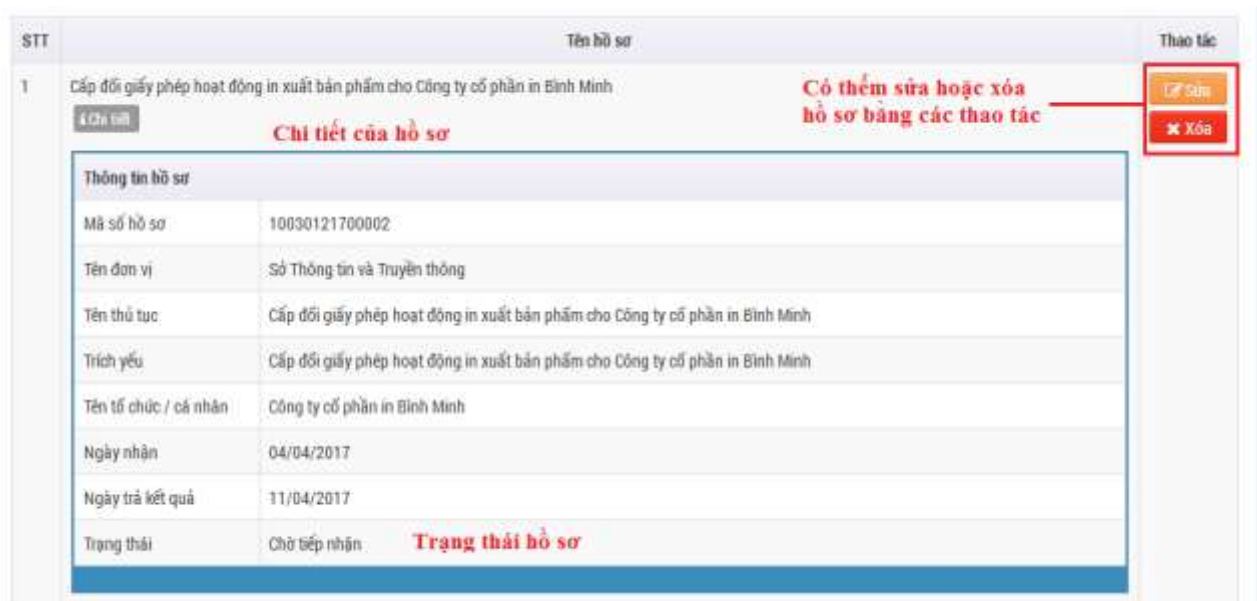 STT Tên hồ sơ Thao tác
1 Cấp đổi giấy phép hoạt động in xuất bản phẩm cho Công ty cổ phần in Bình Minh
Chi tiết
Chi tiết của hồ sơ
Có thểm sửa hoặc xóa
hồ sơ bằng các thao tác
Sửa
Xóa
Thông tin hồ sơ
Mã số hồ sơ 10030121700002
Tên đơn vị Sở Thông tin và Truyền thông
Tên thủ tục Cấp đổi giấy phép hoạt động in xuất bản phẩm cho Công ty cổ phần in Bình Minh
Trích yếu Cấp đổi giấy phép hoạt động in xuất bản phẩm cho Công ty cổ phần in Bình Minh
Tên tổ chức / cá nhân Công ty cổ phần in Bình Minh
Ngày nhận 04/04/2017
Ngày trả kết quả 11/04/2017
Trạng thái Chờ tiếp nhận Trạng thái hồ sơ